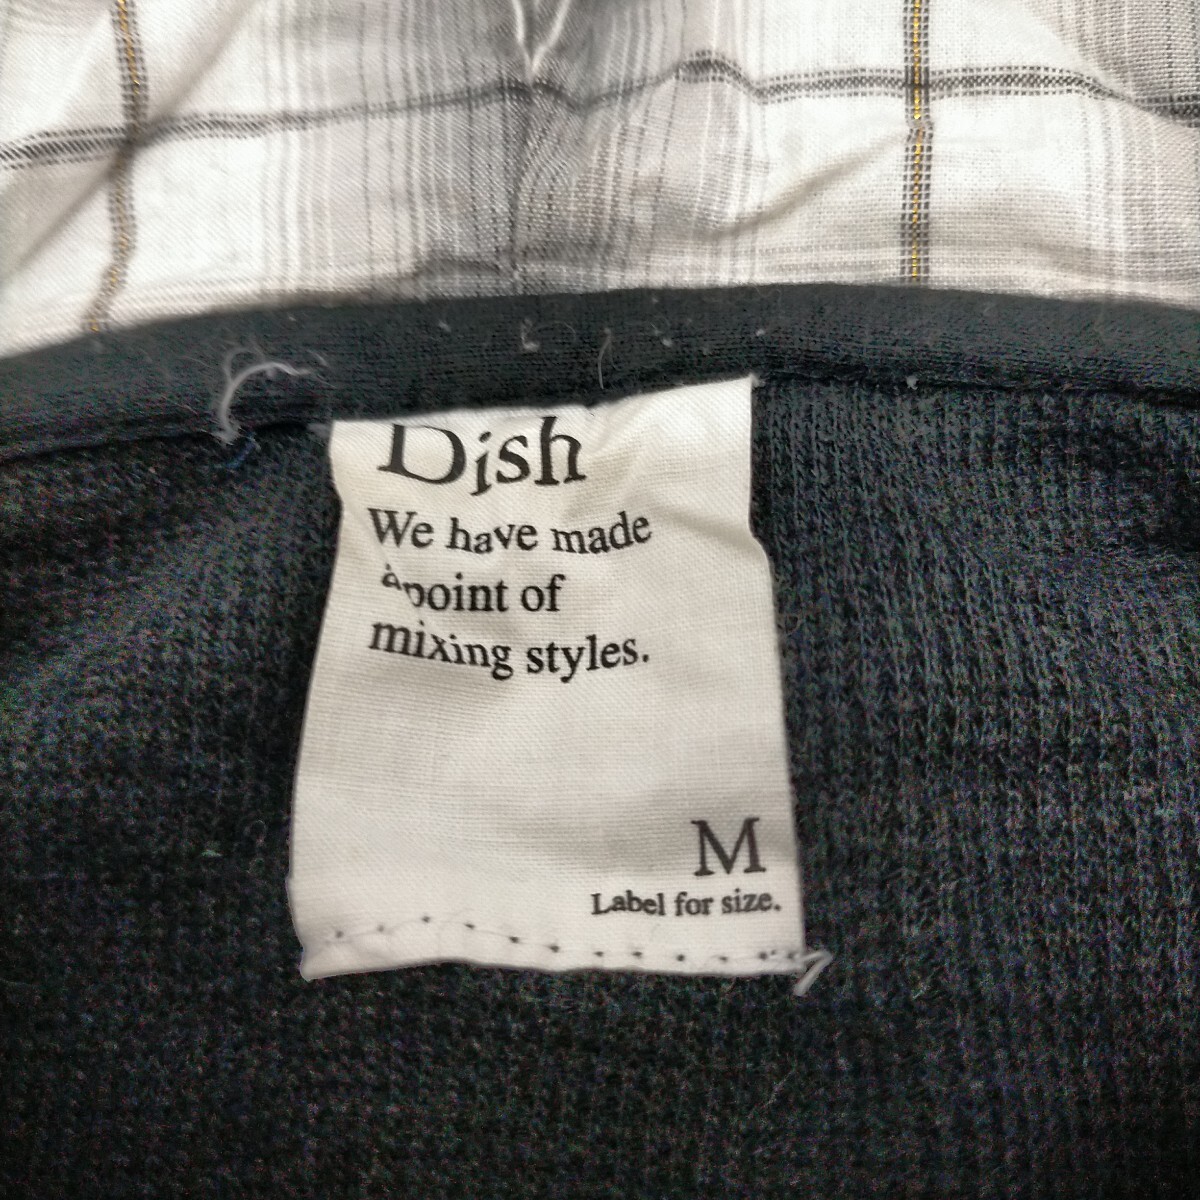 Dish
We have made
a point of
mixing styles.
M
Label for size.